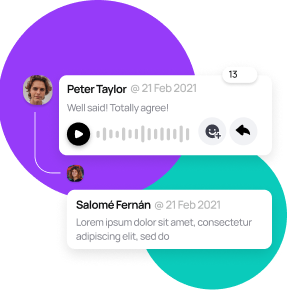 13
Peter Taylor @ 21 Feb 2021
Well said! Totally agree!
Salomé Fernán @ 21 Feb 2021
Lorem ipsum dolor sit amet, consectetur
adipiscing elit, sed do